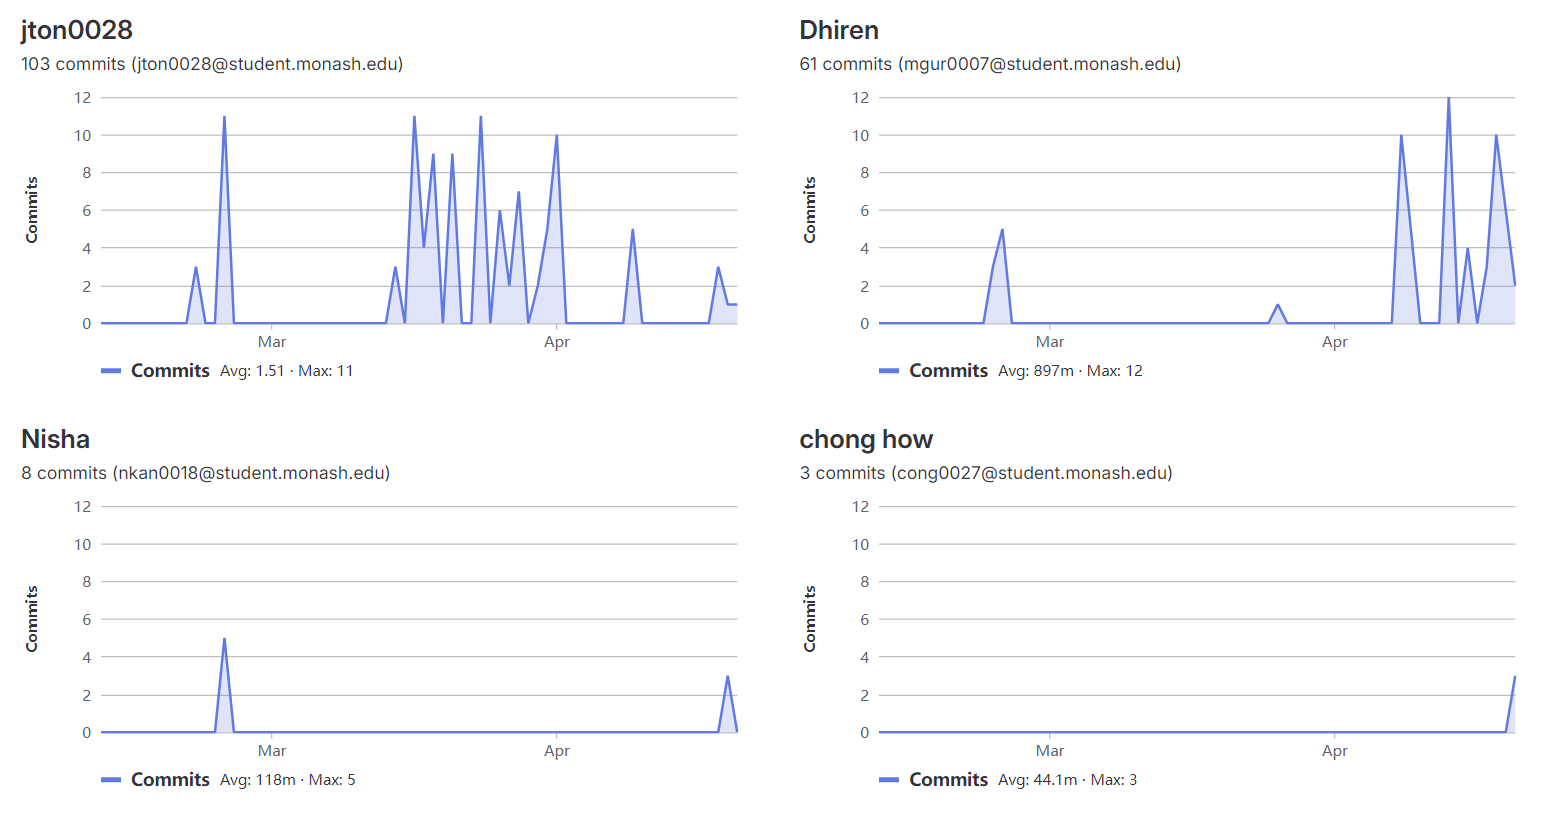 jton0028
103 commits (jton0028@student.monash.edu)
12
10
8
6
4
2
0
Commits
Mar
Apr
Commits Avg: 1.51 · Max: 11
Dhiren
61 commits (mgur0007@student.monash.edu)
12
10
8
6
4
2
0
Commits
Mar
Apr
Commits Avg: 897m · Max: 12
Nisha
8 commits (nkan0018@student.monash.edu)
12
10
8
6
4
2
0
Commits
Mar
Apr
Commits Avg: 118m · Max: 5
chong how
3 commits (cong0027@student.monash.edu)
12
10
8
6
4
2
0
Commits
Mar
Apr
Commits Avg: 44.1m · Max: 3